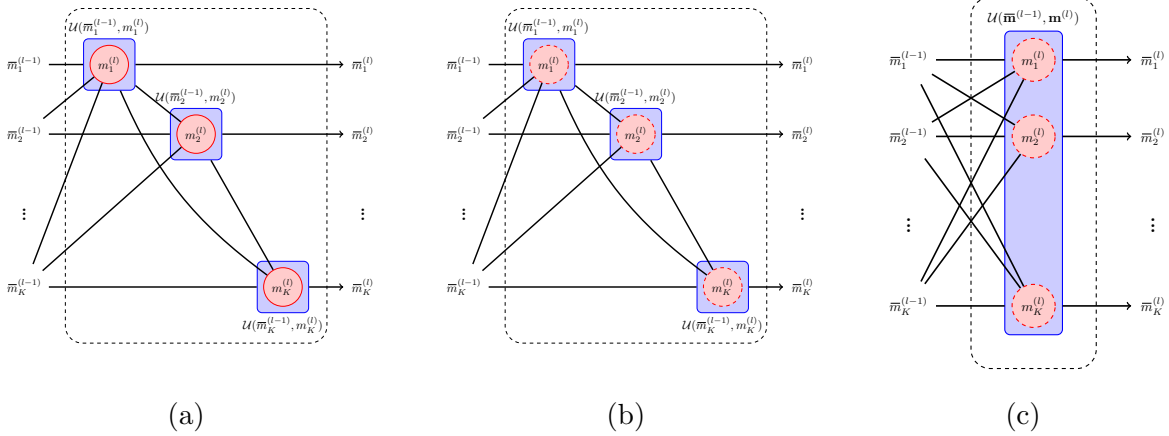 𝒰(m̅₁^(l−1), m₁^(l))
m̅₁^(l−1) m₁^(l) m̅₁^(l)
𝒰(m̅₂^(l−1), m₂^(l))
m̅₂^(l−1) m₂^(l) m̅₂^(l)
⋮ ⋮
m̅_K^(l−1) m_K^(l) m̅_K^(l)
𝒰(m̅_K^(l−1), m_K^(l))
(a)
𝒰(m̅₁^(l−1), m₁^(l))
m̅₁^(l−1) m₁^(l) m̅₁^(l)
𝒰(m̅₂^(l−1), m₂^(l))
m̅₂^(l−1) m₂^(l) m̅₂^(l)
⋮ ⋮
m̅_K^(l−1) m_K^(l) m̅_K^(l)
𝒰(m̅_K^(l−1), m_K^(l))
(b)
𝒰(𝐦̅^(l−1), 𝐦^(l))
m̅₁^(l−1) m₁^(l) m̅₁^(l)
m̅₂^(l−1) m₂^(l) m̅₂^(l)
⋮ ⋮
m̅_K^(l−1) m_K^(l) m̅_K^(l)
(c)